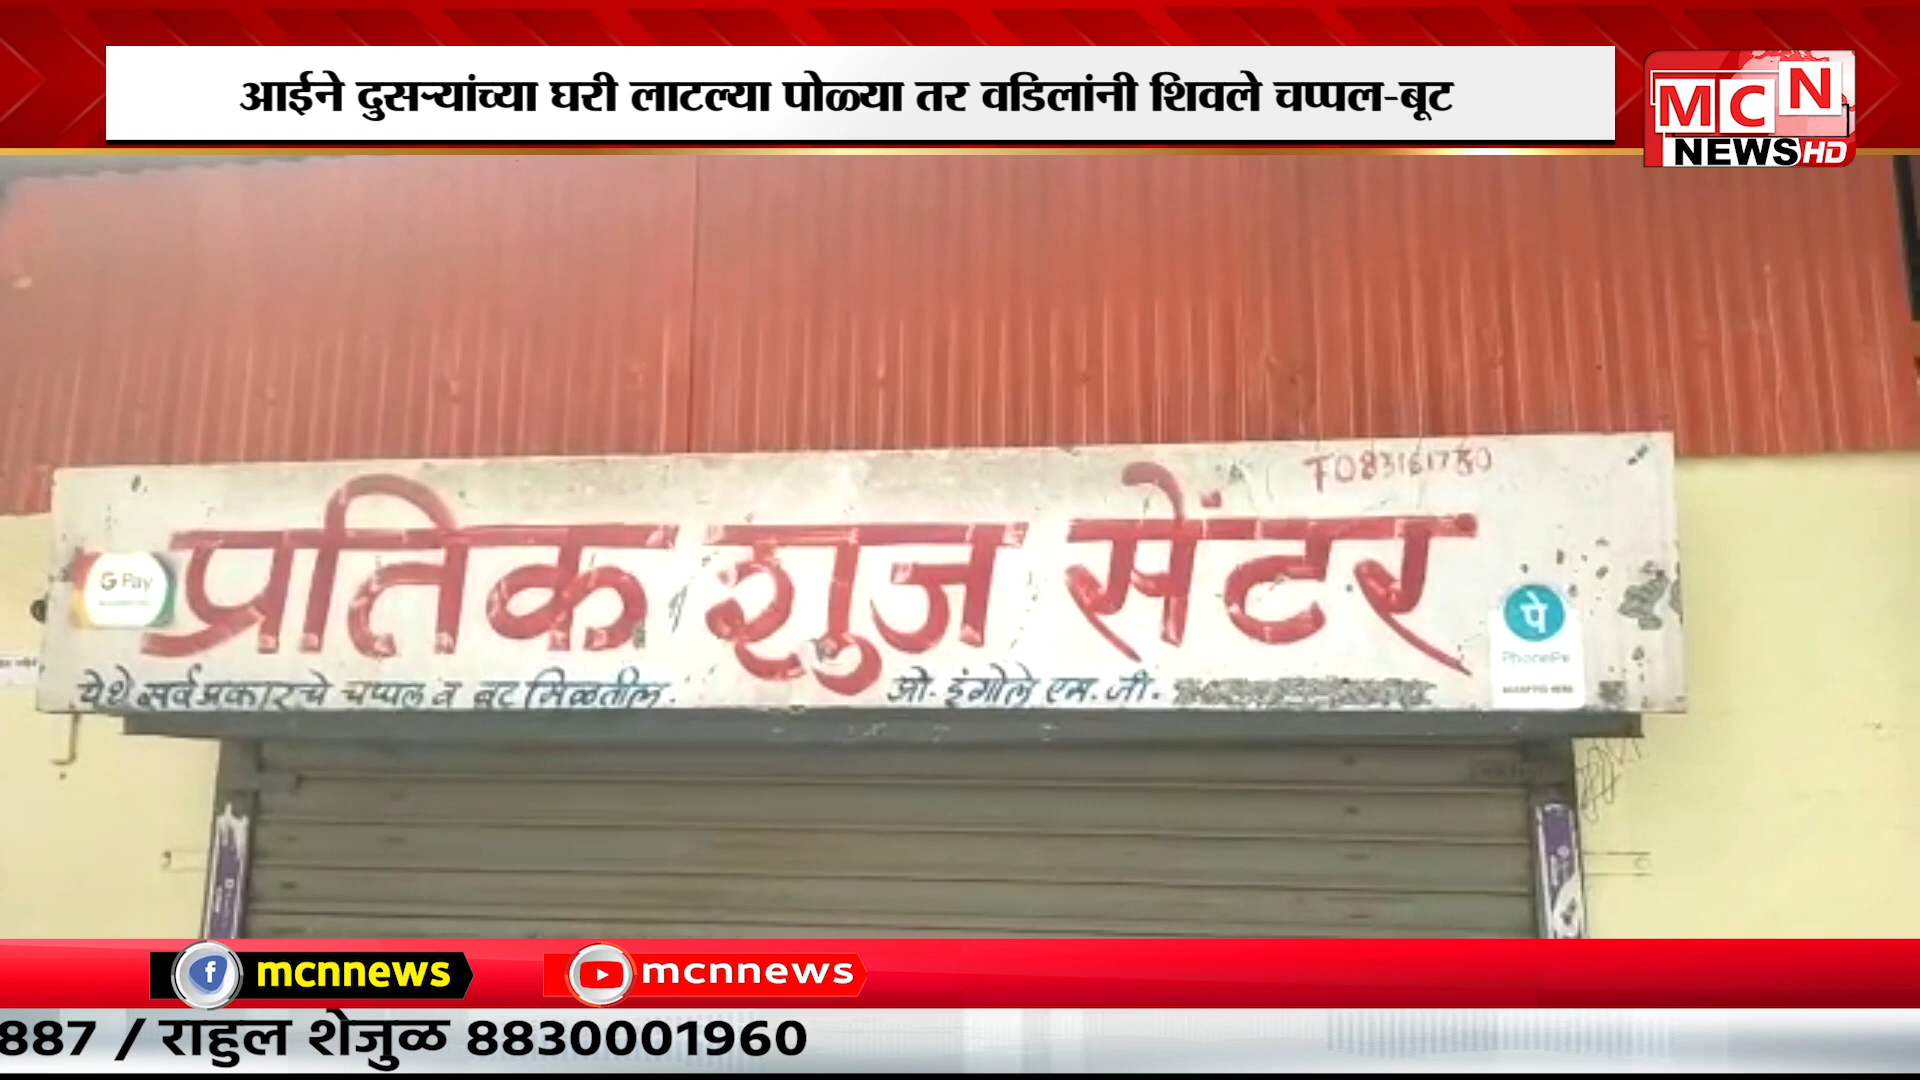 आईने दुसऱ्यांच्या घरी लाटल्या पोळ्या तर वडिलांनी शिवले चप्पल-बूट
MCN
NEWS HD
प्रतिक शुज सेंटर
G Pay
पे
PhonePe
येथे सर्व प्रकारचे चप्पल व बुट मिळतील.
प्रो. इंगोले एम. जी.
mcnnews
mcnnews
887 / राहुल शेजुळ 8830001960